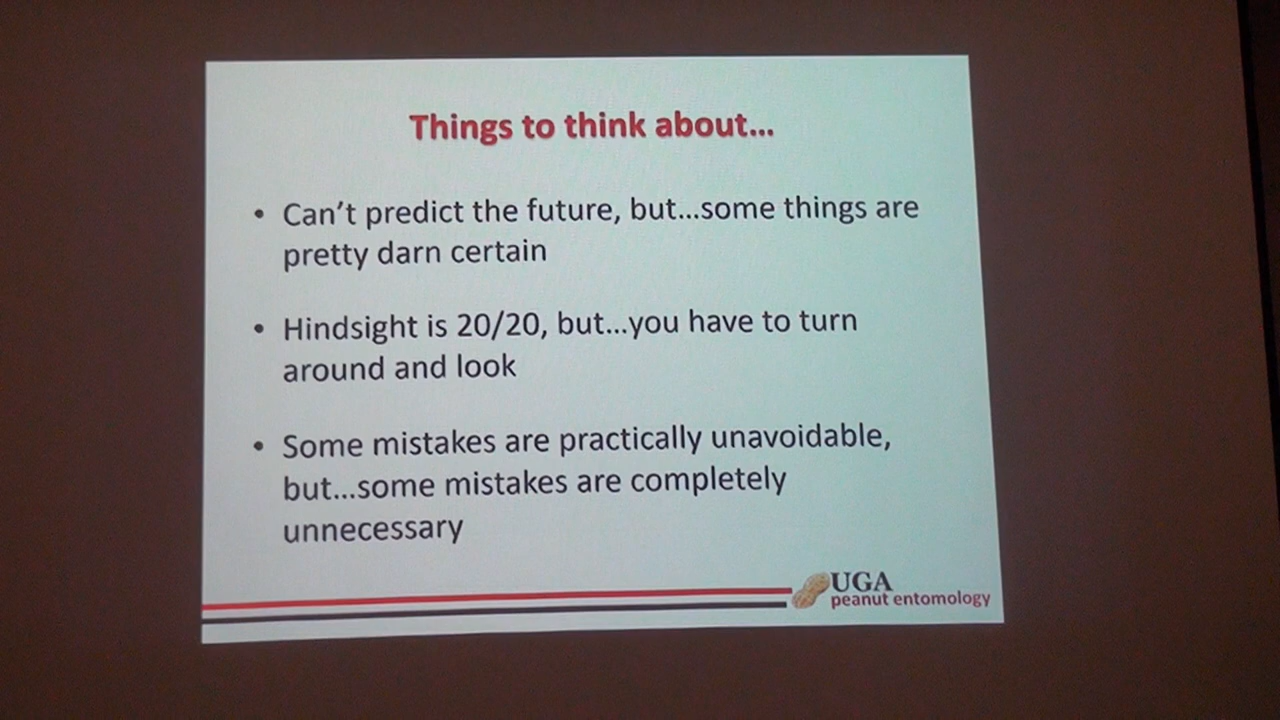 Things to think about...
• Can't predict the future, but...some things are
pretty darn certain
• Hindsight is 20/20, but...you have to turn
around and look
• Some mistakes are practically unavoidable,
but...some mistakes are completely
unnecessary
UGA
peanut entomology